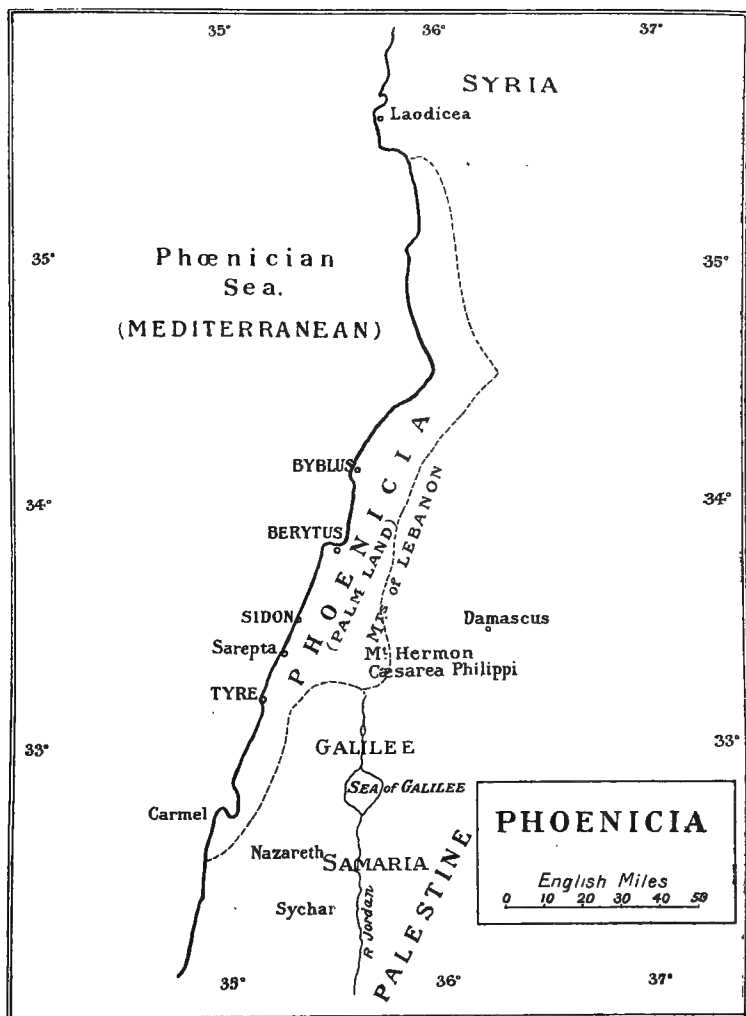 35° 36° 37°
SYRIA
Laodicea
35° 35°
Phœnician
Sea.
(MEDITERRANEAN)
PHOENICIA
(PALM LAND)
MTS of LEBANON
BYBLUS
34° 34°
BERYTUS
SIDON
Damascus
Sarepta
Mt Hermon
Cæsarea Philippi
TYRE
33° 33°
GALILEE
SEA of GALILEE
Carmel
Nazareth
SAMARIA
Sychar
R Jordan
PALESTINE
PHOENICIA
English Miles
0 10 20 30 40 50
35° 36° 37°